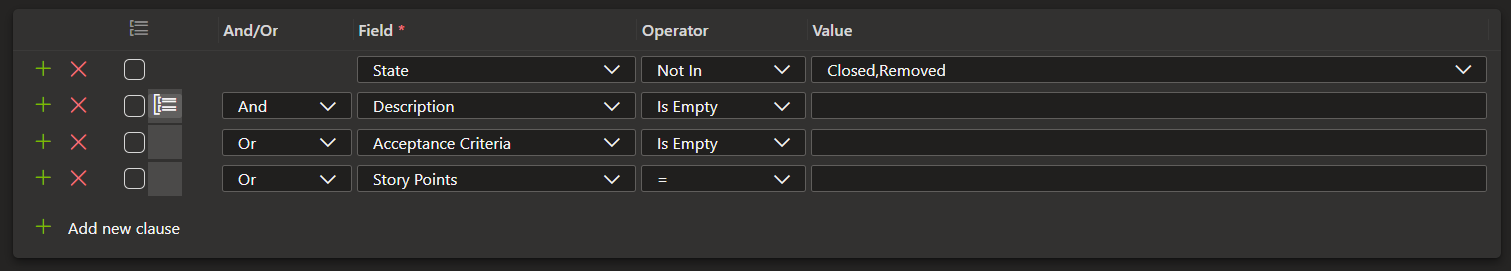 And/Or Field * Operator Value
State Not In Closed,Removed
And Description Is Empty
Or Acceptance Criteria Is Empty
Or Story Points =
Add new clause